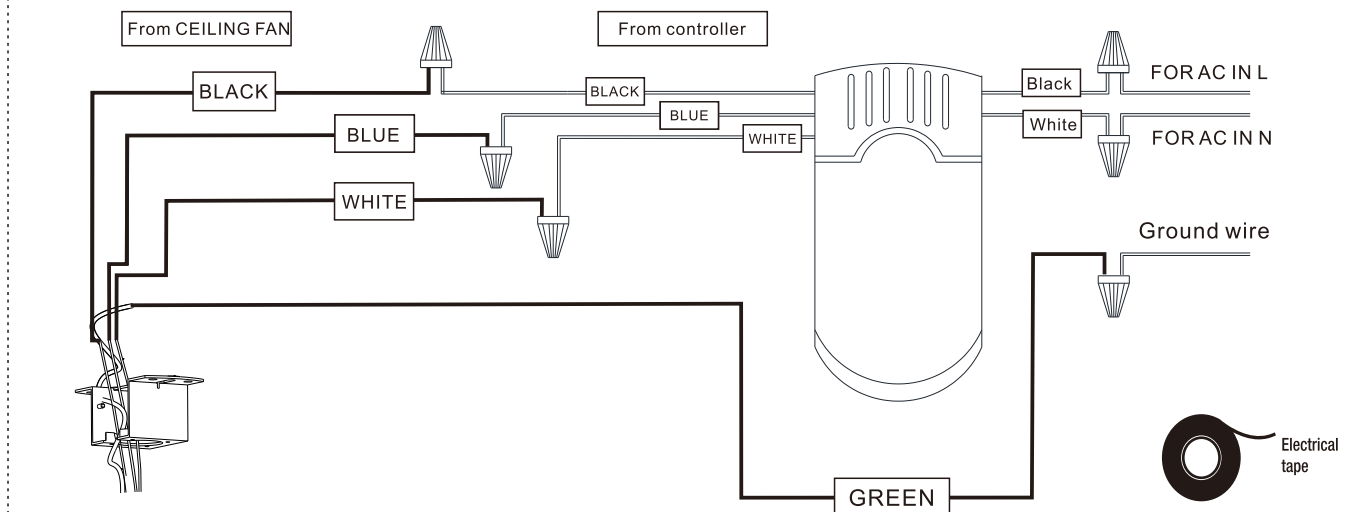 From CEILING FAN
From controller
BLACK
BLACK
Black
FOR AC IN L
BLUE
BLUE
White
FOR AC IN N
WHITE
WHITE
Ground wire
GREEN
Electrical
tape